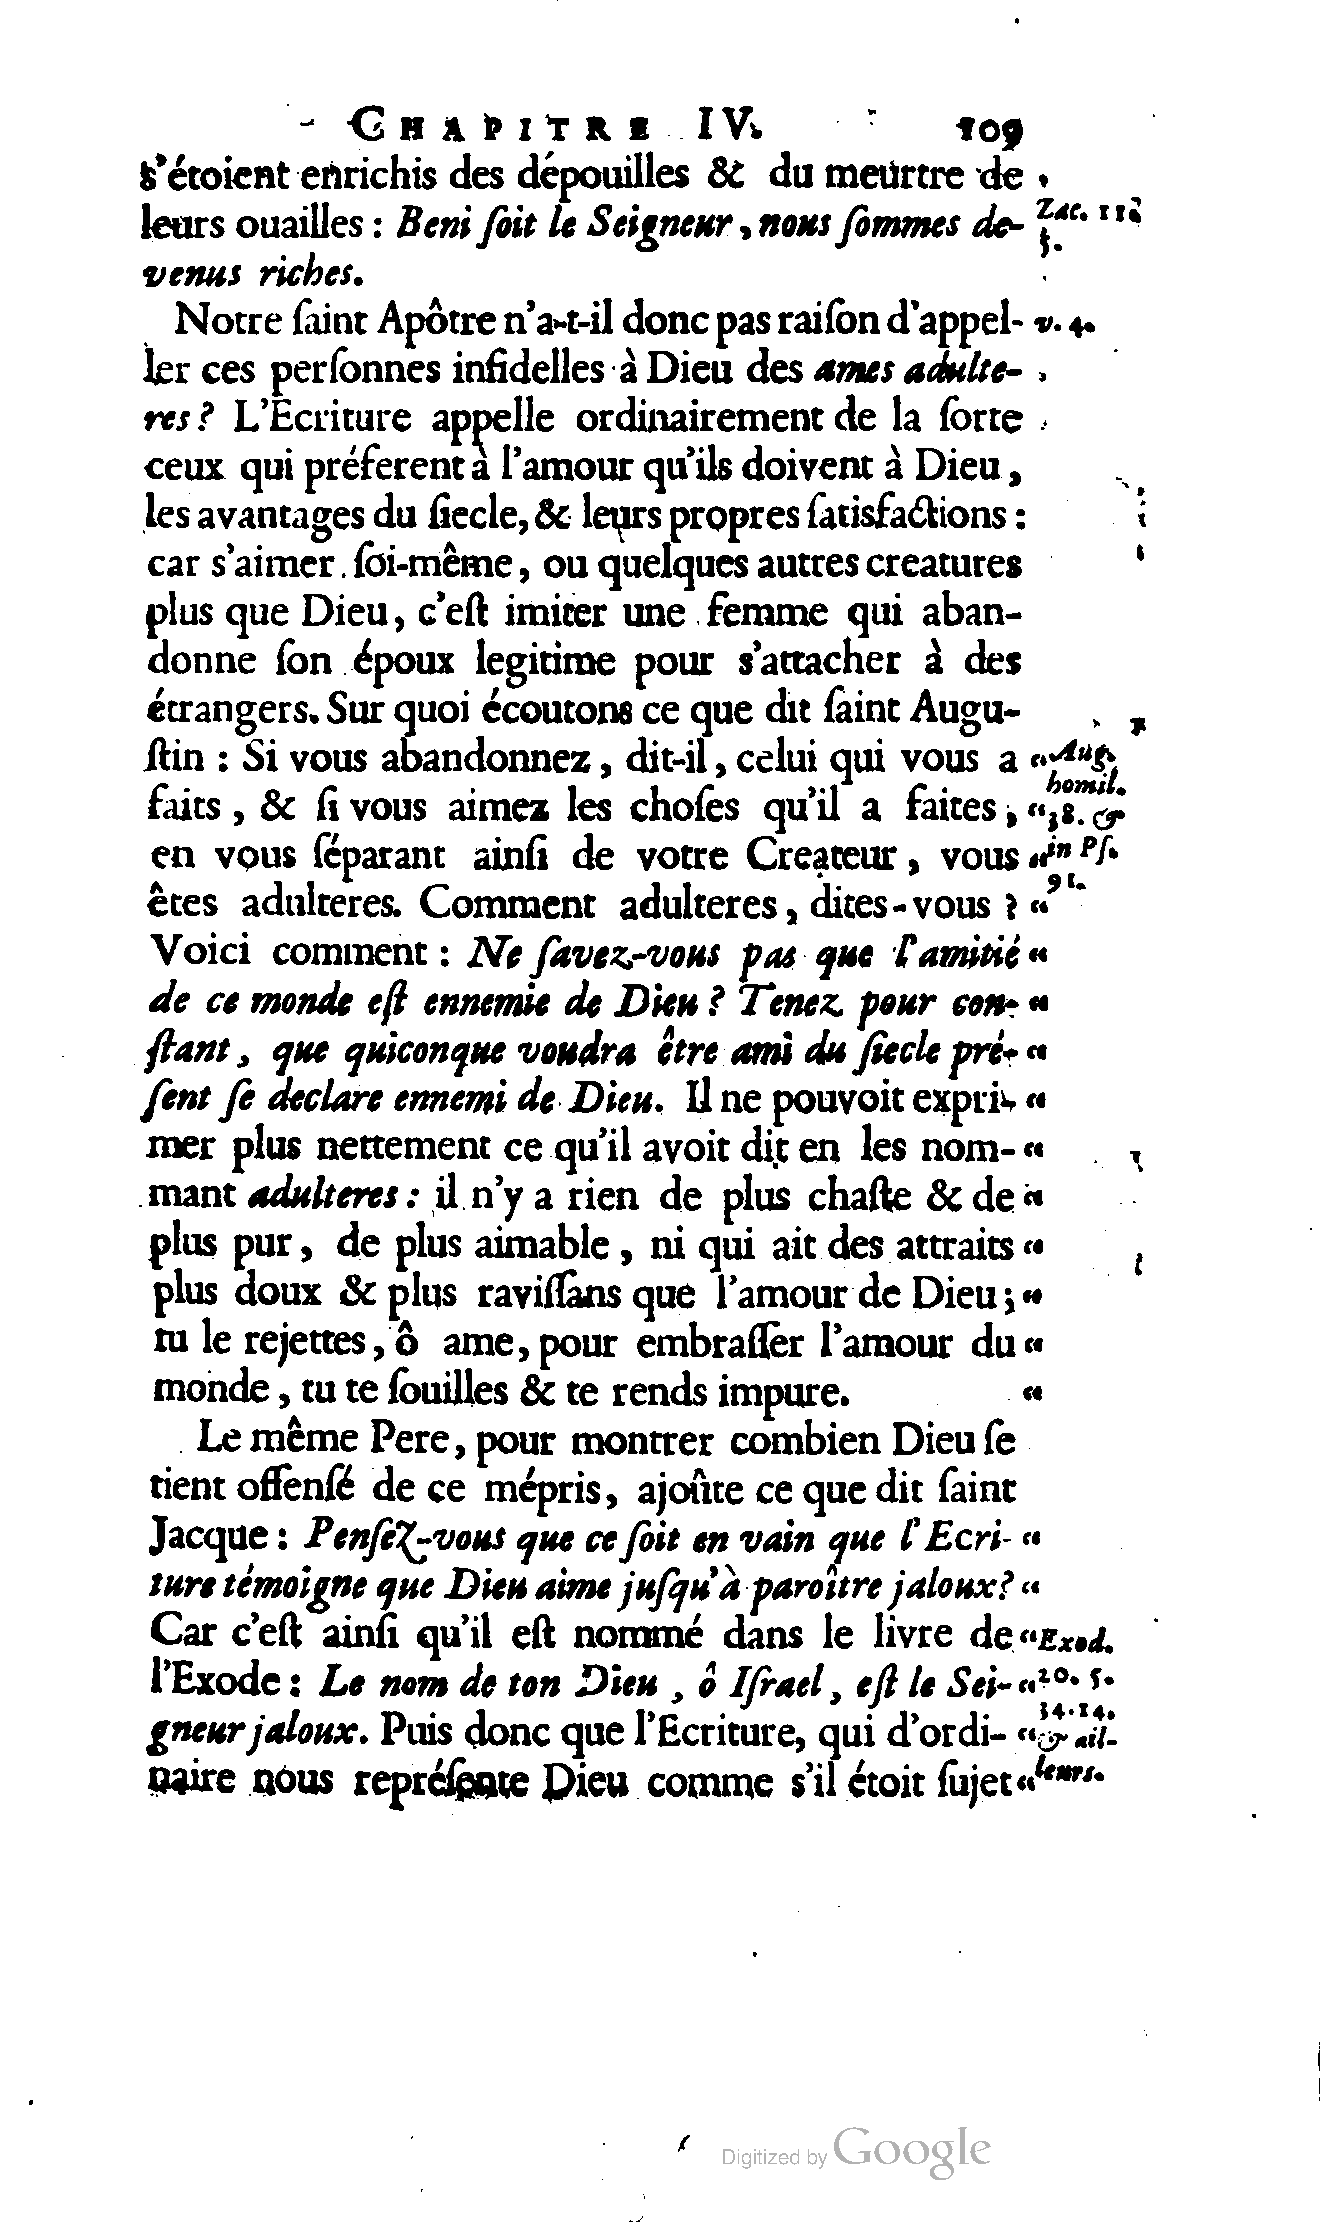 CHAPITRE IV. 109
s'étoient enrichis des dépouilles & du meurtre de
leurs ouailles : Beni ſoit le Seigneur, nous ſommes de- Zac. 11.
venus riches. 5.
Notre ſaint Apôtre n'a-t-il donc pas raiſon d'appel- v. 4.
ler ces perſonnes infidelles à Dieu des ames adulte-
res ? L'Ecriture appelle ordinairement de la ſorte
ceux qui préferent à l'amour qu'ils doivent à Dieu,
les avantages du ſiecle, & leurs propres ſatisfactions :
car s'aimer ſoi-même, ou quelques autres creatures
plus que Dieu, c'eſt imiter une femme qui aban-
donne ſon époux legitime pour s'attacher à des
étrangers. Sur quoi écoutons ce que dit ſaint Augu-
ſtin : Si vous abandonnez, dit-il, celui qui vous a “ Aug.
homil.
faits, & ſi vous aimez les choſes qu'il a faites, “ 38. &
en vous ſéparant ainſi de votre Createur, vous “ in Pſ.
91.
êtes adulteres. Comment adulteres, dites-vous ? “
Voici comment : Ne ſavez-vous pas que l'amitié “
de ce monde eſt ennemie de Dieu ? Tenez pour con- “
ſtant, que quiconque voudra être ami du ſiecle pré- “
ſent ſe declare ennemi de Dieu. Il ne pouvoit expri- “
mer plus nettement ce qu'il avoit dit en les nom- “
mant adulteres : il n'y a rien de plus chaſte & de “
plus pur, de plus aimable, ni qui ait des attraits “
plus doux & plus raviſſans que l'amour de Dieu ; “
tu le rejettes, ô ame, pour embraſſer l'amour du “
monde, tu te ſouilles & te rends impure. “
Le même Pere, pour montrer combien Dieu ſe
tient offenſé de ce mépris, ajoûte ce que dit ſaint
Jacque : Penſez-vous que ce ſoit en vain que l'Ecri- “
ture témoigne que Dieu aime juſqu'à paroître jaloux ? “
Car c'eſt ainſi qu'il eſt nommé dans le livre de “ Exod.
l'Exode : Le nom de ton Dieu, ô Iſrael, eſt le Sei- “ 20. 5.
34. 14.
gneur jaloux. Puis donc que l'Ecriture, qui d'ordi- “ & ail-
naire nous repréſente Dieu comme s'il étoit ſujet “ leurs.
Digitized by Google